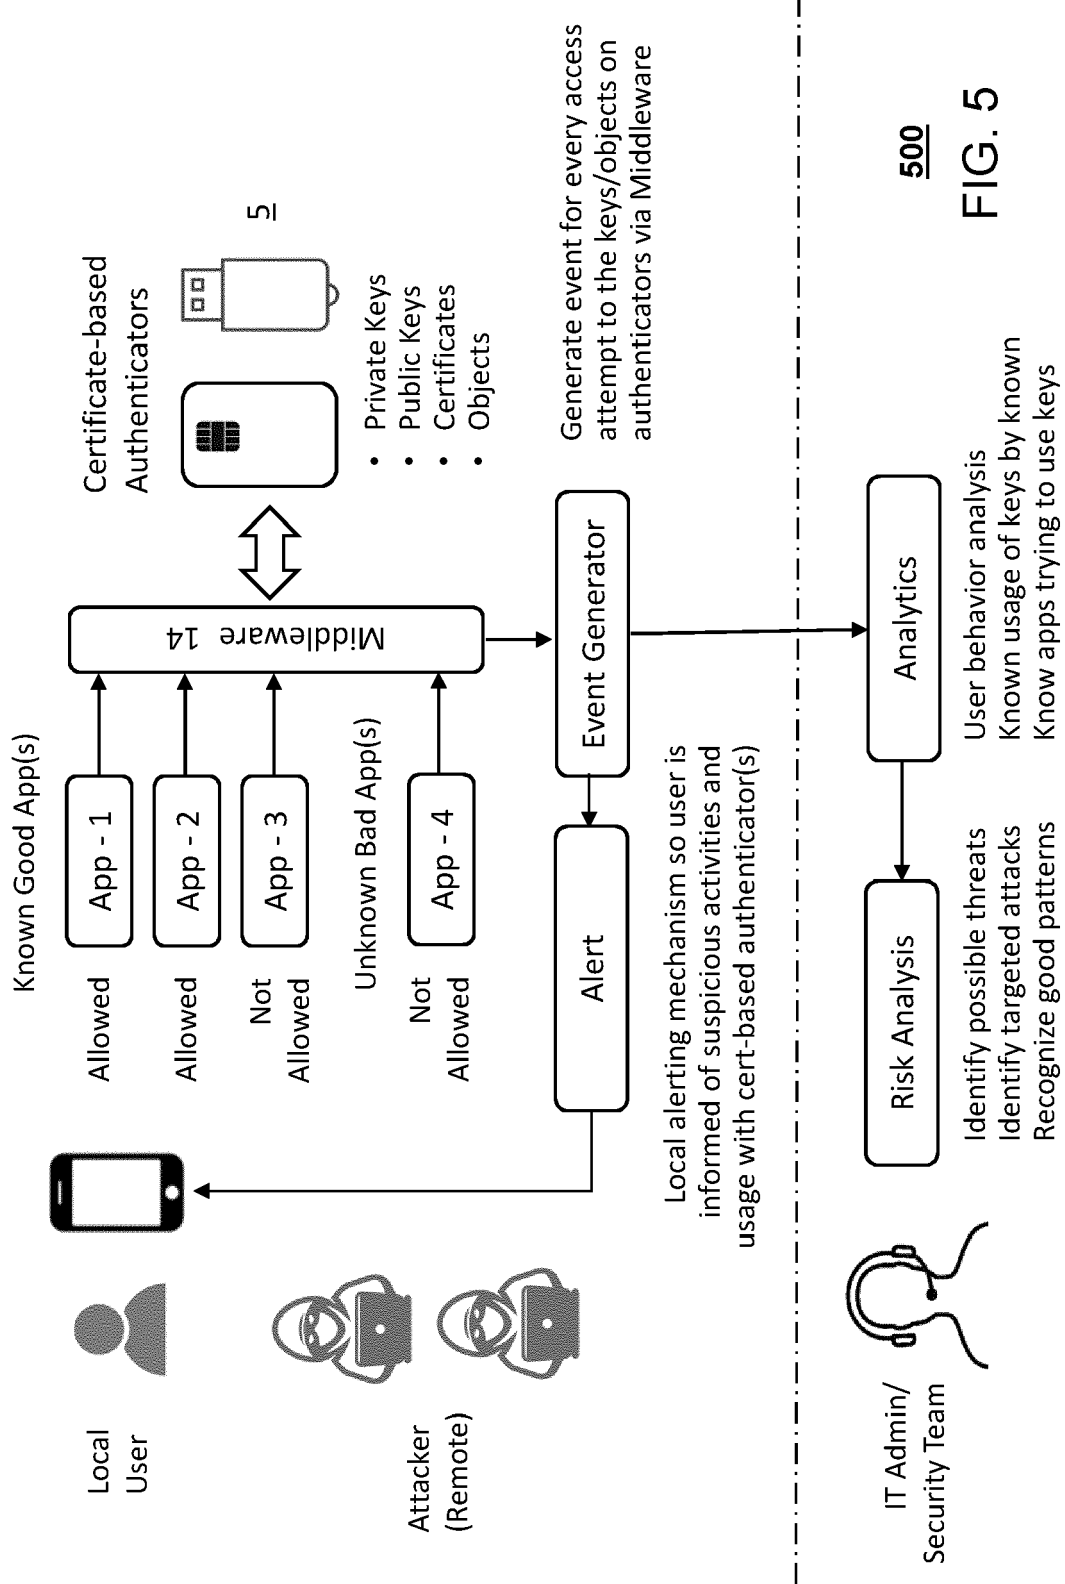 Known Good App(s)
Certificate-based
Authenticators
Local
User
Allowed
App - 1
Allowed
App - 2
Not
Allowed
App - 3
Middleware 14
5
Unknown Bad App(s)
Not
Allowed
App - 4
• Private Keys
• Public Keys
• Certificates
• Objects
Attacker
(Remote)
Alert
Event Generator
Generate event for every access
attempt to the keys/objects on
authenticators via Middleware
Local alerting mechanism so user is
informed of suspicious activities and
usage with cert-based authenticator(s)
IT Admin/
Security Team
Risk Analysis
Analytics
Identify possible threats
Identify targeted attacks
Recognize good patterns
User behavior analysis
Known usage of keys by known
Know apps trying to use keys
500
FIG. 5